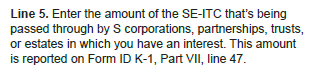 Line 5. Enter the amount of the SE-ITC that's being
passed through by S corporations, partnerships, trusts,
or estates in which you have an interest. This amount
is reported on Form ID K-1, Part VII, line 47.